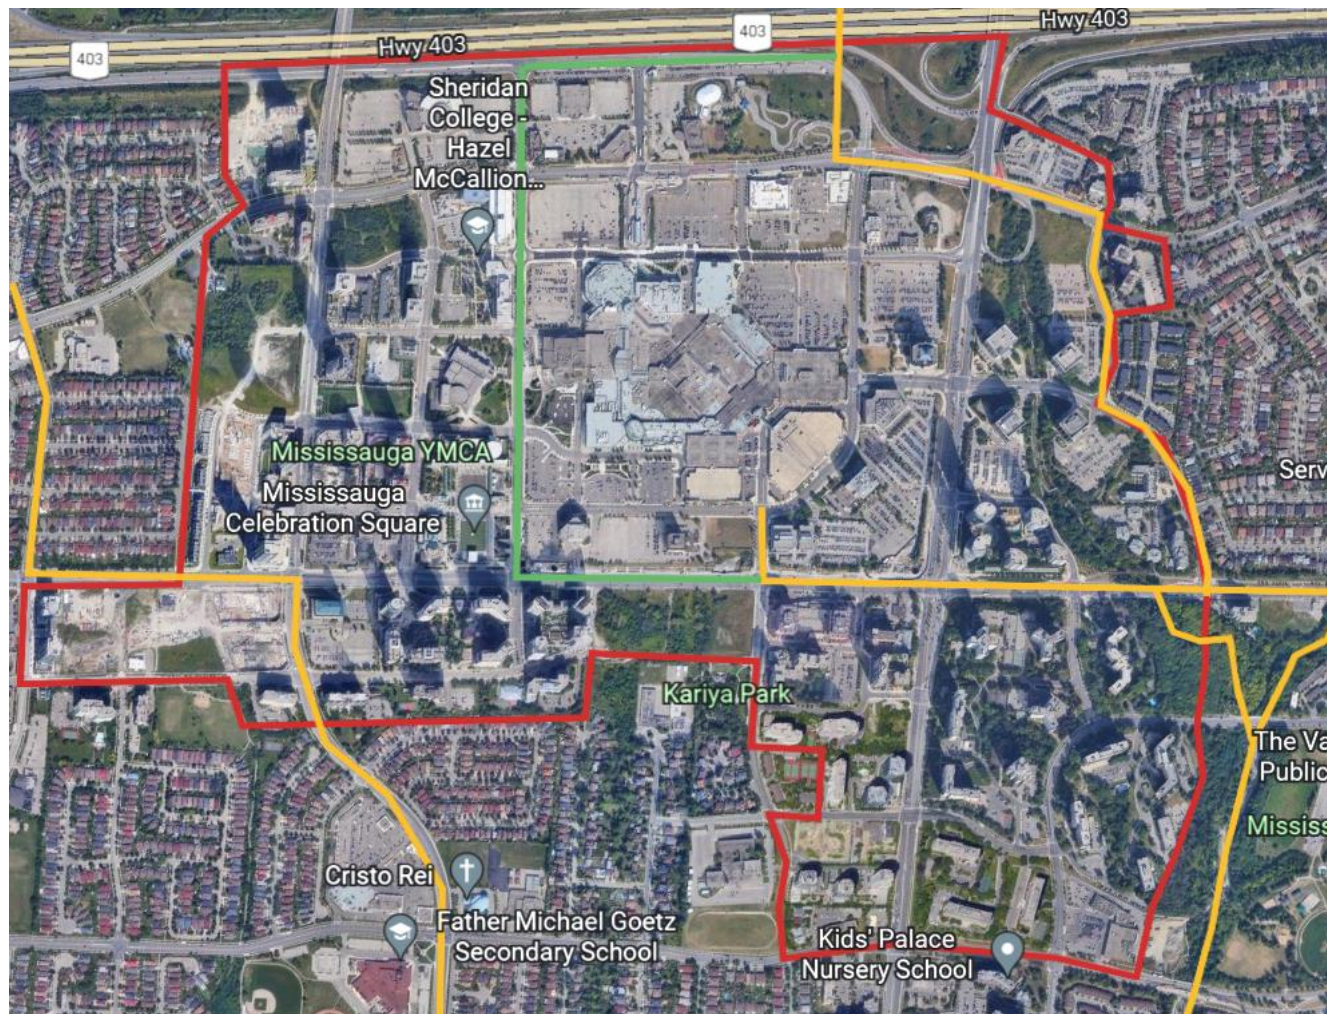 Hwy 403
403
403
Hwy 403
Sheridan
College -
Hazel
McCallion...
Mississauga YMCA
Mississauga
Celebration Square
Serv
Kariya Park
The Va
Public
Mississ
Cristo Rei
Father Michael Goetz
Secondary School
Kids' Palace
Nursery School